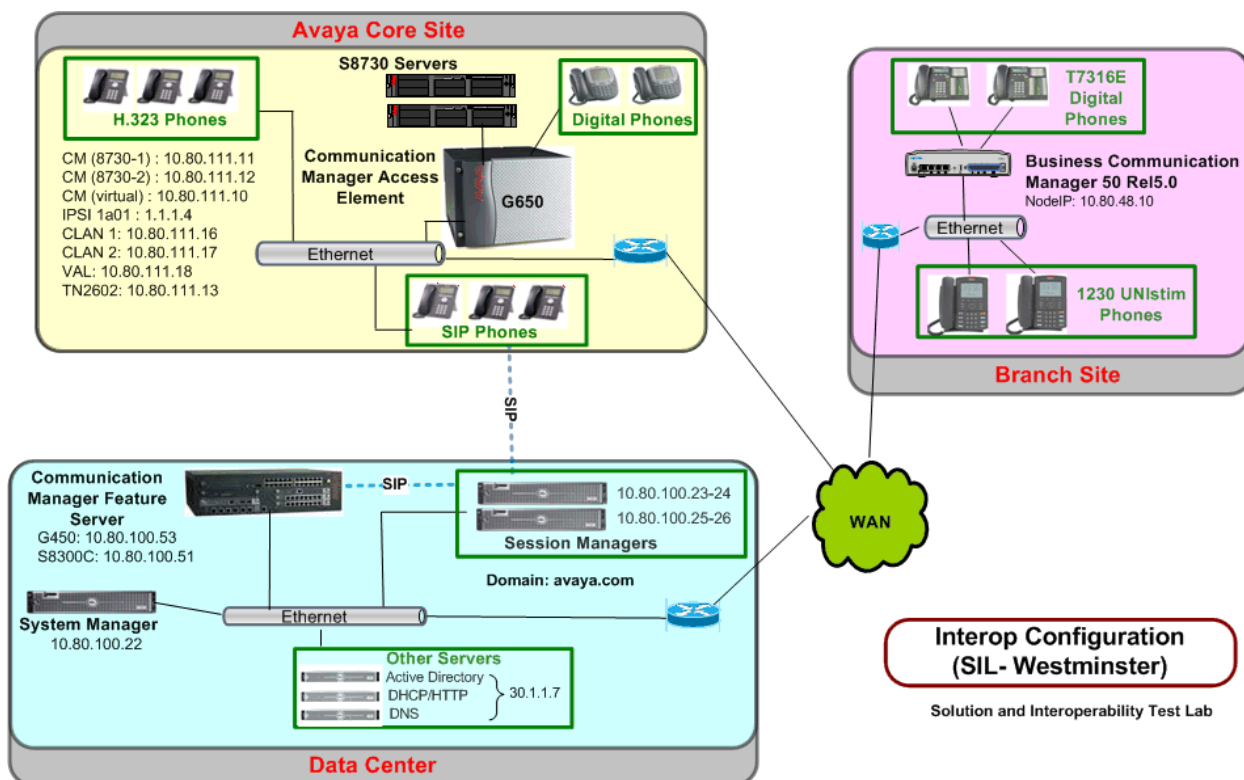 Avaya Core Site
S8730 Servers
H.323 Phones
Digital Phones
CM (8730-1) : 10.80.111.11
CM (8730-2) : 10.80.111.12
CM (virtual) : 10.80.111.10
IPSI 1a01 : 1.1.1.4
CLAN 1: 10.80.111.16
CLAN 2: 10.80.111.17
VAL: 10.80.111.18
TN2602: 10.80.111.13
Communication
Manager Access
Element
AVAYA
G650
Ethernet
SIP Phones
T7316E
Digital
Phones
Business Communication
Manager 50 Rel5.0
NodeIP: 10.80.48.10
Ethernet
1230 UNIstim
Phones
Branch Site
SIP
Communication
Manager Feature
Server
G450: 10.80.100.53
S8300C: 10.80.100.51
SIP
10.80.100.23-24
10.80.100.25-26
Session Managers
Domain: avaya.com
System Manager
10.80.100.22
Ethernet
Other Servers
Active Directory
DHCP/HTTP
DNS
30.1.1.7
Data Center
WAN
Interop Configuration
(SIL- Westminster)
Solution and Interoperability Test Lab